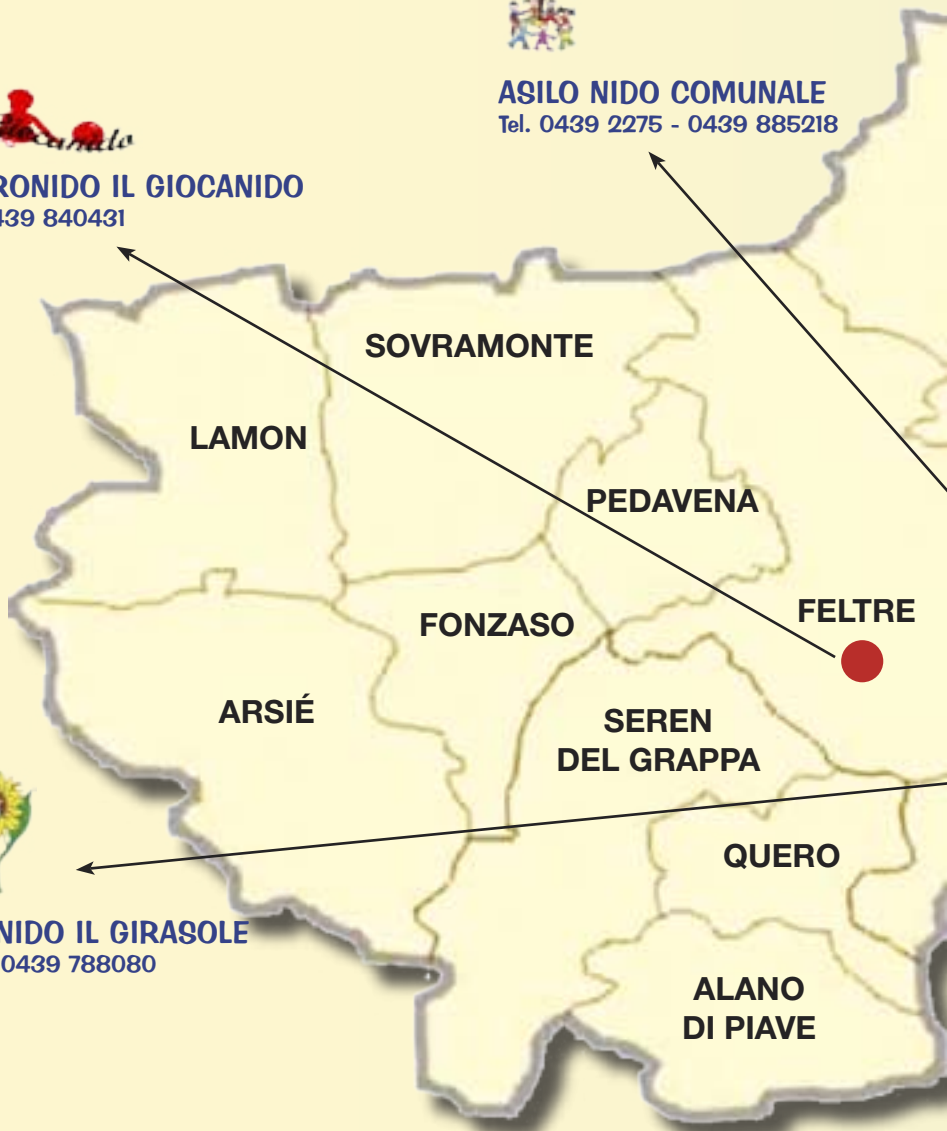 ASILO NIDO COMUNALE
Tel. 0439 2275 - 0439 885218
Giocanido
RONIDO IL GIOCANIDO
439 840431
SOVRAMONTE
LAMON
PEDAVENA
FELTRE
FONZASO
ARSIÉ
SEREN
DEL GRAPPA
QUERO
NIDO IL GIRASOLE
0439 788080
ALANO
DI PIAVE